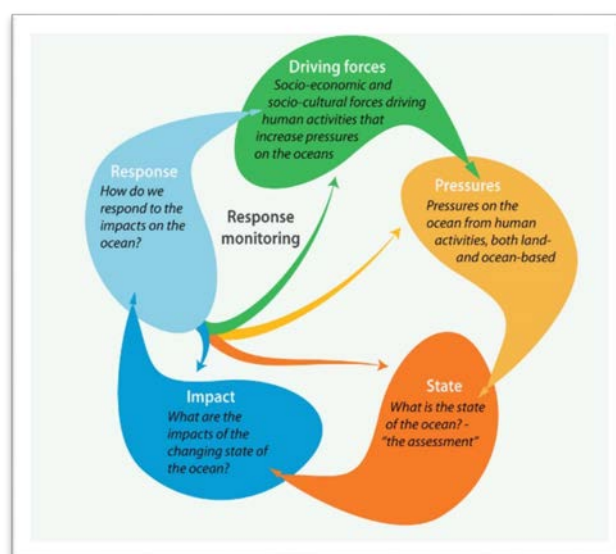 Driving forces
Socio-economic and
socio-cultural forces driving
human activities that
increase pressures
on the oceans
Response
How do we
respond to the
impacts on the
ocean?
Response
monitoring
Pressures
Pressures on the
ocean from human
activities, both land-
and ocean-based
Impact
What are the
impacts of the
changing state of
the ocean?
State
What is the state
of the ocean? -
"the assessment"